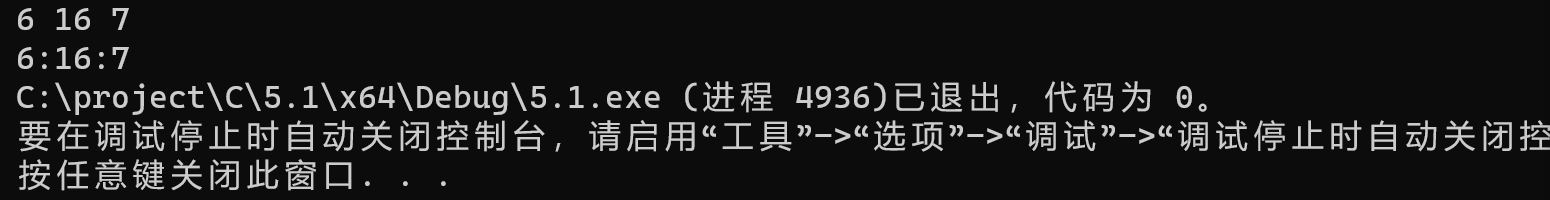 6 16 7
6:16:7
C:\project\C\5.1\x64\Debug\5.1.exe (进程 4936)已退出，代码为 0。
要在调试停止时自动关闭控制台，请启用“工具”->“选项”->“调试”->“调试停止时自动关闭控
按任意键关闭此窗口. . .